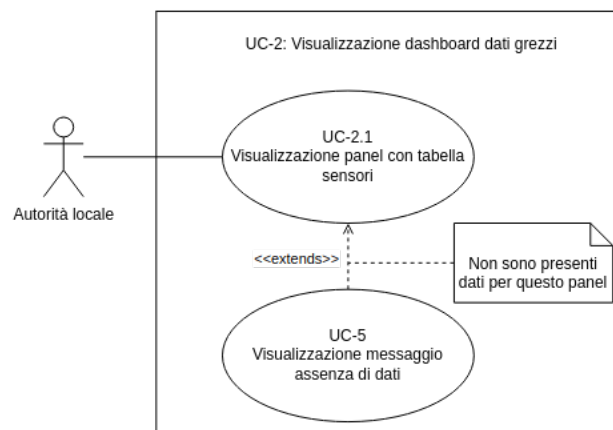 UC-2: Visualizzazione dashboard dati grezzi
UC-2.1
Visualizzazione panel con tabella
sensori
Autorità locale
<<extends>>
Non sono presenti
dati per questo panel
UC-5
Visualizzazione messaggio
assenza di dati